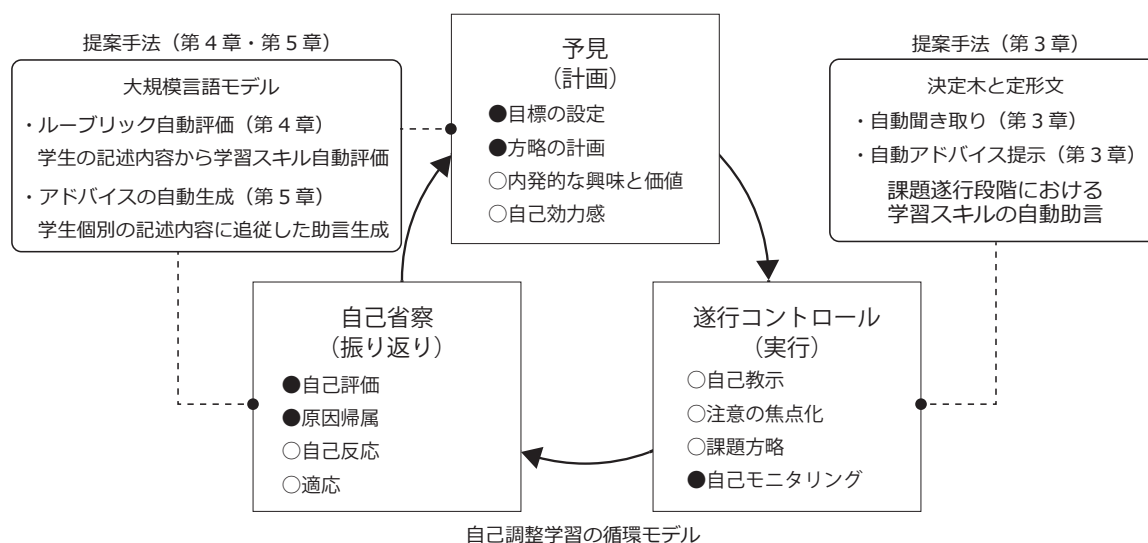 提案手法（第４章・第５章）
大規模言語モデル
・ルーブリック自動評価（第４章）
学生の記述内容から学習スキル自動評価
・アドバイスの自動生成（第５章）
学生個別の記述内容に追従した助言生成
予見
（計画）
●目標の設定
●方略の計画
○内発的な興味と価値
○自己効力感
提案手法（第３章）
決定木と定形文
・自動聞き取り（第３章）
・自動アドバイス提示（第３章）
課題遂行段階における
学習スキルの自動助言
自己省察
（振り返り）
●自己評価
●原因帰属
○自己反応
○適応
遂行コントロール
（実行）
○自己教示
○注意の焦点化
○課題方略
●自己モニタリング
自己調整学習の循環モデル